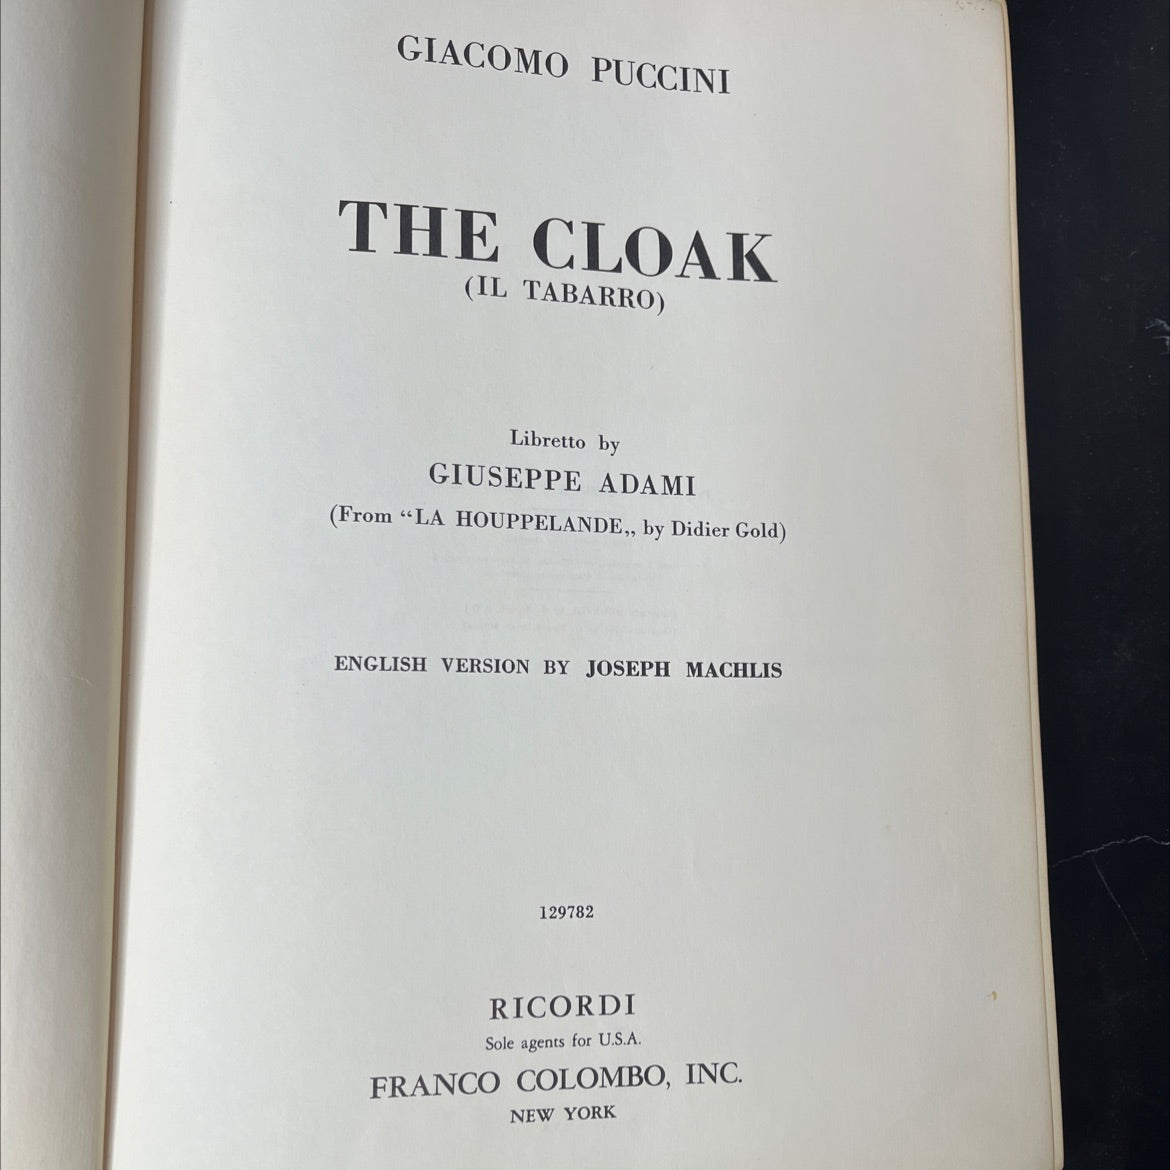 GIACOMO PUCCINI
THE CLOAK
(IL TABARRO)
Libretto by
GIUSEPPE ADAMI
(From “LA HOUPPELANDE„ by Didier Gold)
ENGLISH VERSION BY JOSEPH MACHLIS
129782
RICORDI
Sole agents for U.S.A.
FRANCO COLOMBO, INC.
NEW YORK